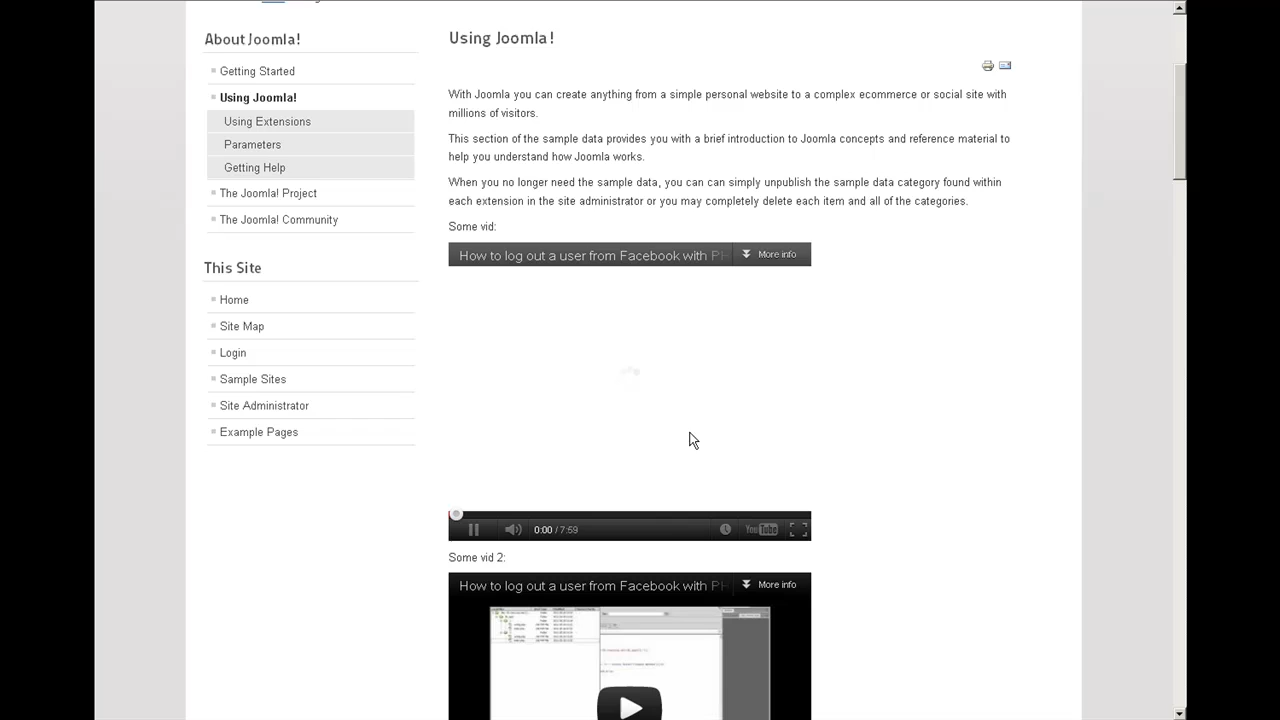 About Joomla!
Getting Started
Using Joomla!
Using Extensions
Parameters
Getting Help
The Joomla! Project
The Joomla! Community
This Site
Home
Site Map
Login
Sample Sites
Site Administrator
Example Pages
Using Joomla!
With Joomla you can create anything from a simple personal website to a complex ecommerce or social site with
millions of visitors.
This section of the sample data provides you with a brief introduction to Joomla concepts and reference material to
help you understand how Joomla works.
When you no longer need the sample data, you can can simply unpublish the sample data category found within
each extension in the site administrator or you may completely delete each item and all of the categories.
Some vid:
How to log out a user from Facebook with PH
More info
0:00 / 7:59
YouTube
Some vid 2:
How to log out a user from Facebook with PH
More info